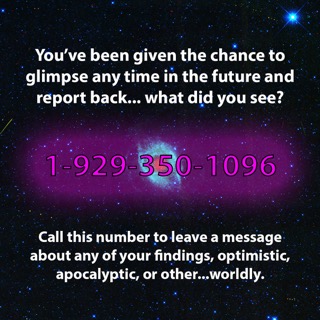 You’ve been given the chance to
glimpse any time in the future and
report back... what did you see?
1-929-350-1096
Call this number to leave a message
about any of your findings, optimistic,
apocalyptic, or other...worldly.